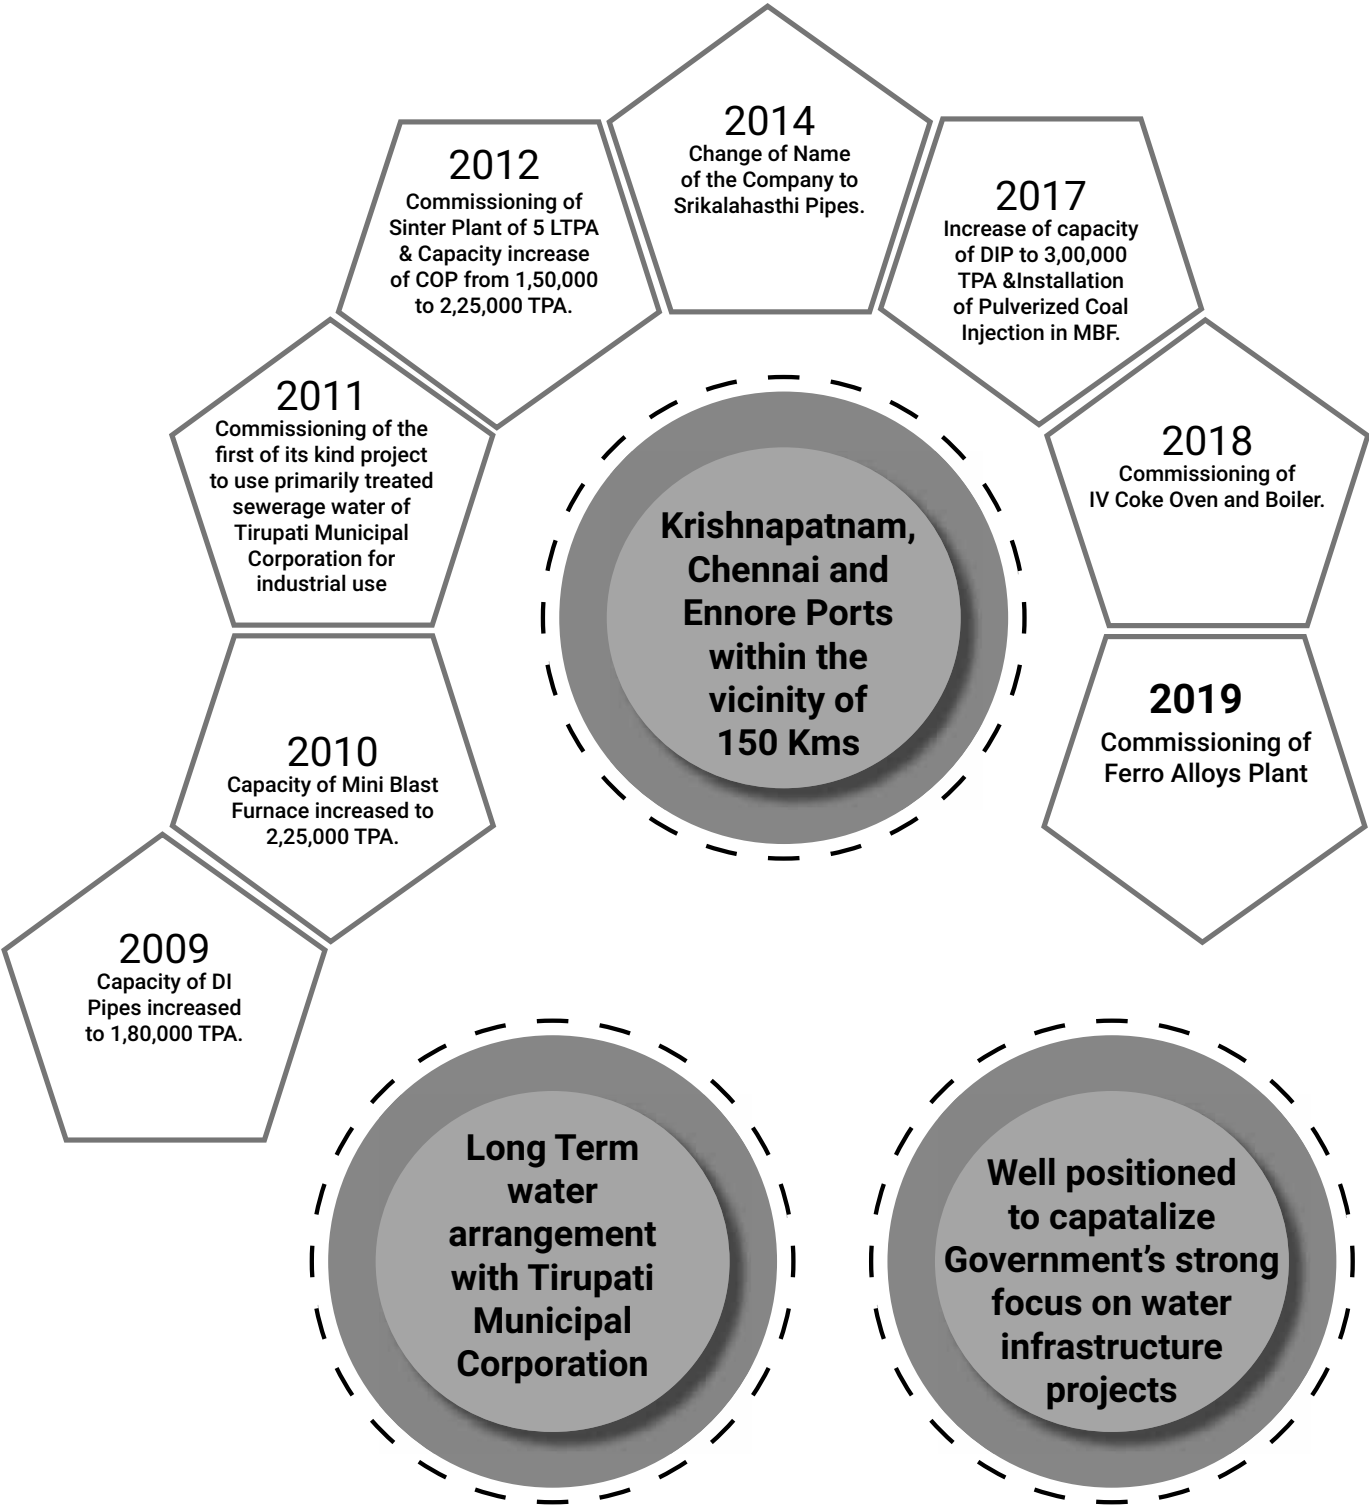 2014
Change of Name
of the Company to
Srikalahasthi Pipes.
2012
Commissioning of
Sinter Plant of 5 LTPA
& Capacity increase
of COP from 1,50,000
to 2,25,000 TPA.
2017
Increase of capacity
of DIP to 3,00,000
TPA &Installation
of Pulverized Coal
Injection in MBF.
2011
Commissioning of the
first of its kind project
to use primarily treated
sewerage water of
Tirupati Municipal
Corporation for
industrial use
2018
Commissioning of
IV Coke Oven and Boiler.
Krishnapatnam,
Chennai and
Ennore Ports
within the
vicinity of
150 Kms
2019
Commissioning of
Ferro Alloys Plant
2010
Capacity of Mini Blast
Furnace increased to
2,25,000 TPA.
2009
Capacity of DI
Pipes increased
to 1,80,000 TPA.
Long Term
water
arrangement
with Tirupati
Municipal
Corporation
Well positioned
to capatalize
Government’s strong
focus on water
infrastructure
projects